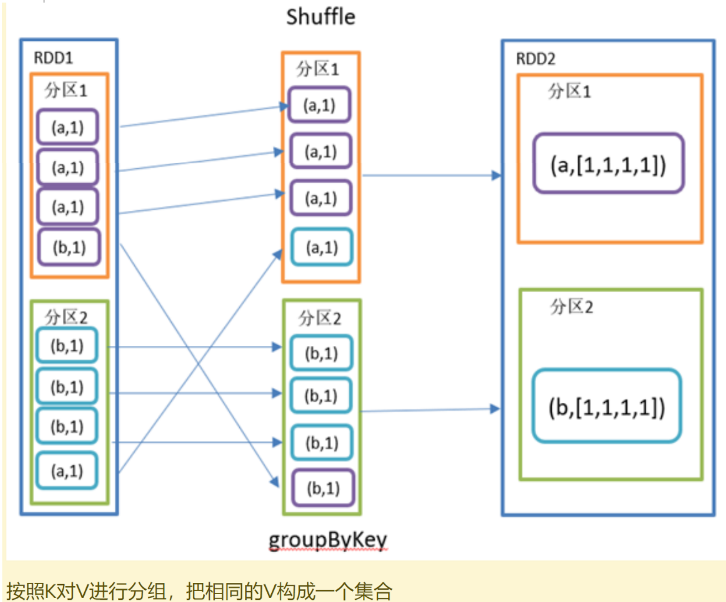 Shuffle
RDD1
分区1
(a,1)
(a,1)
(a,1)
(b,1)
分区2
(b,1)
(b,1)
(b,1)
(a,1)
分区1
(a,1)
(a,1)
(a,1)
(a,1)
分区2
(b,1)
(b,1)
(b,1)
(b,1)
RDD2
分区1
(a,[1,1,1,1])
分区2
(b,[1,1,1,1])
groupByKey
按照K对V进行分组，把相同的V构成一个集合